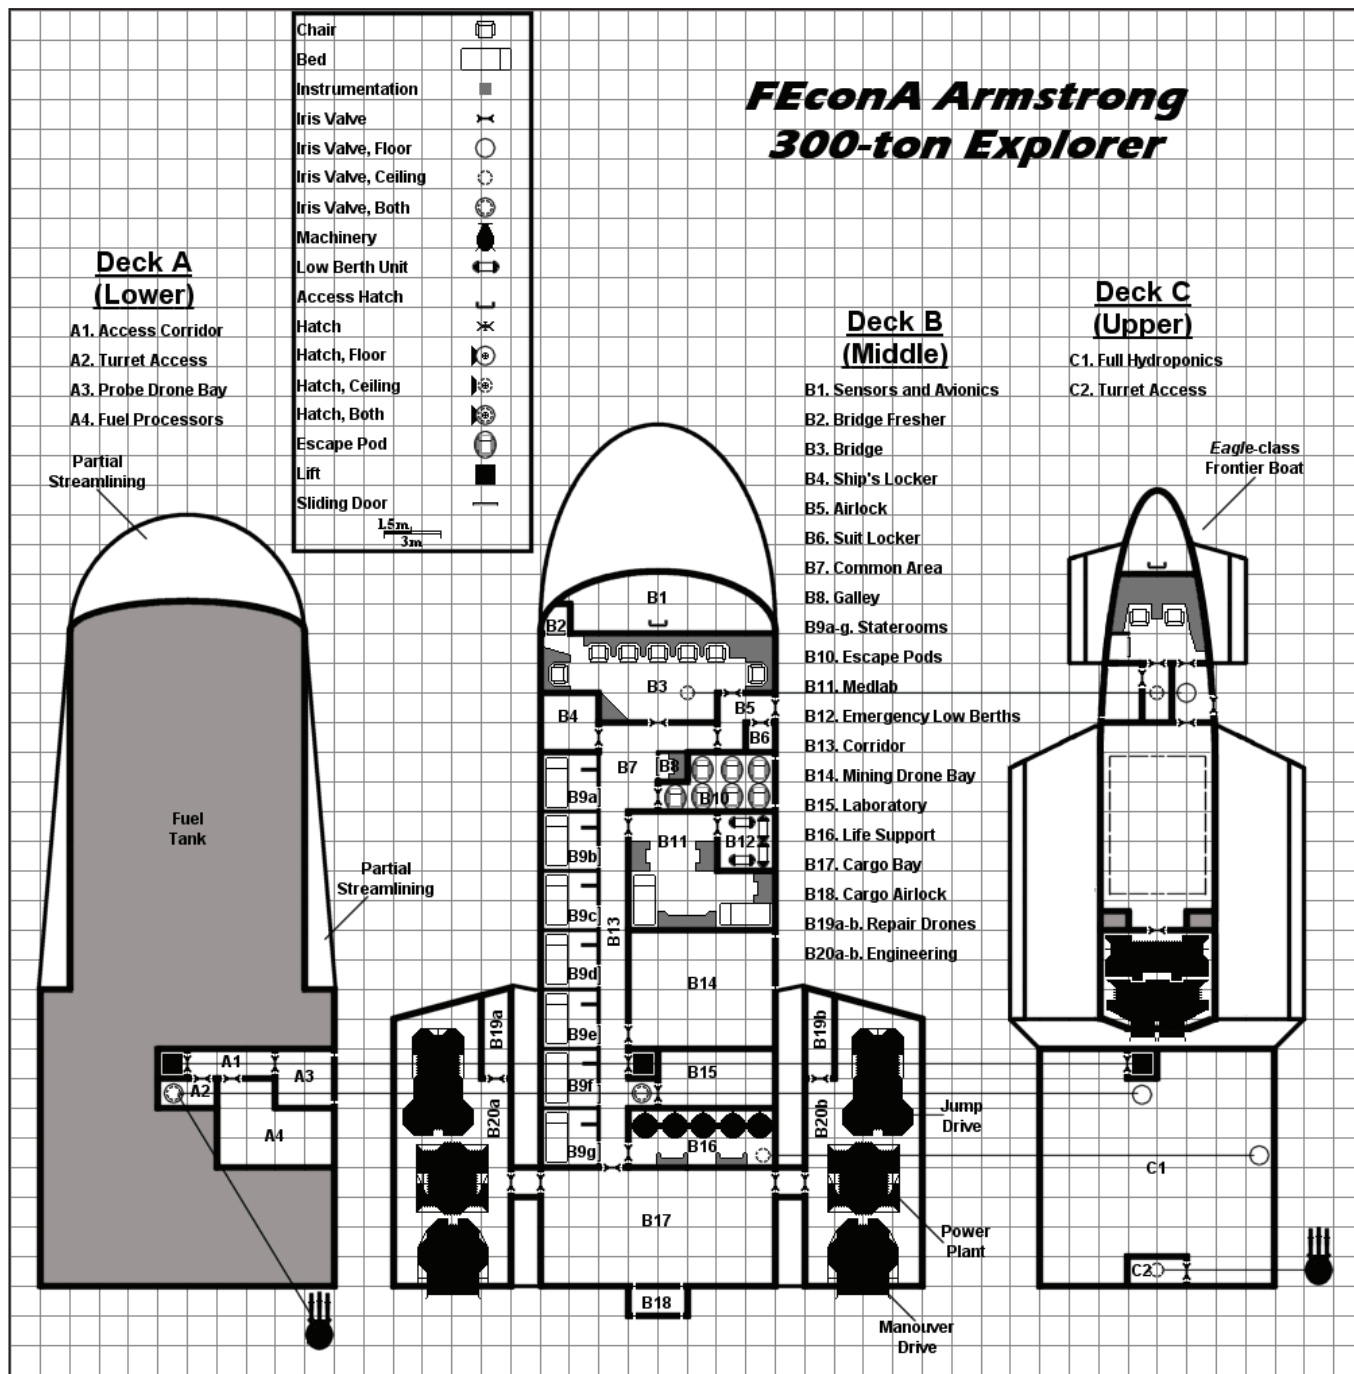 Chair
Bed
Instrumentation
Iris Valve
Iris Valve, Floor
Iris Valve, Ceiling
Iris Valve, Both
Machinery
Low Berth Unit
Access Hatch
Hatch
Hatch, Floor
Hatch, Ceiling
Hatch, Both
Escape Pod
Lift
Sliding Door
1.5m
3m
FEconA Armstrong
300-ton Explorer
Deck A
(Lower)
A1. Access Corridor
A2. Turret Access
A3. Probe Drone Bay
A4. Fuel Processors
Partial
Streamlining
Fuel
Tank
Partial
Streamlining
A1
A2
A3
A4
Deck B
(Middle)
B1. Sensors and Avionics
B2. Bridge Fresher
B3. Bridge
B4. Ship's Locker
B5. Airlock
B6. Suit Locker
B7. Common Area
B8. Galley
B9a-g. Staterooms
B10. Escape Pods
B11. Medlab
B12. Emergency Low Berths
B13. Corridor
B14. Mining Drone Bay
B15. Laboratory
B16. Life Support
B17. Cargo Bay
B18. Cargo Airlock
B19a-b. Repair Drones
B20a-b. Engineering
B1
B2
B3
B4
B5
B6
B7
B8
B9a
B10
B9b
B11
B12
B9c
B13
B9d
B14
B9e
B19a
B19b
B9f
B15
B20a
B20b
B9g
B16
B17
B18
Jump
Drive
Power
Plant
Manouver
Drive
Deck C
(Upper)
C1. Full Hydroponics
C2. Turret Access
Eagle-class
Frontier Boat
C1
C2